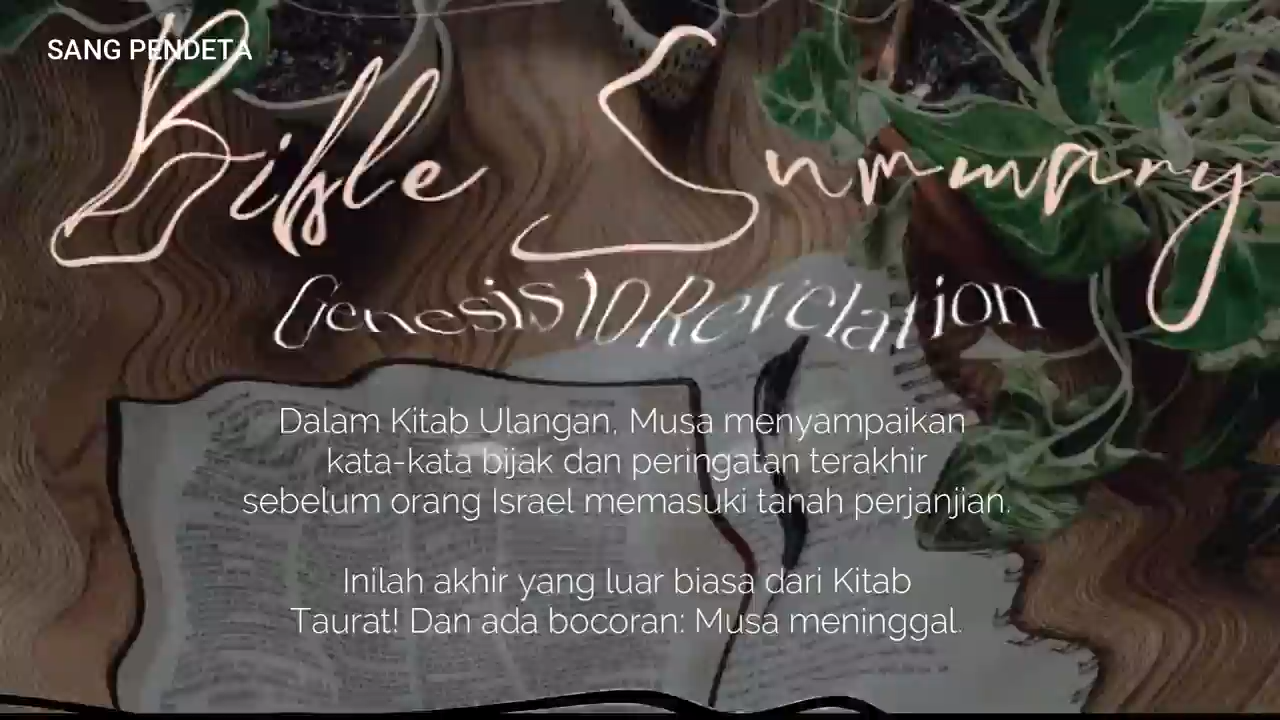 SANG PENDETA
Bible Summary
Genesis to Revelation
Dalam Kitab Ulangan, Musa menyampaikan
kata-kata bijak dan peringatan terakhir
sebelum orang Israel memasuki tanah perjanjian.
Inilah akhir yang luar biasa dari Kitab
Taurat! Dan ada bocoran: Musa meninggal.